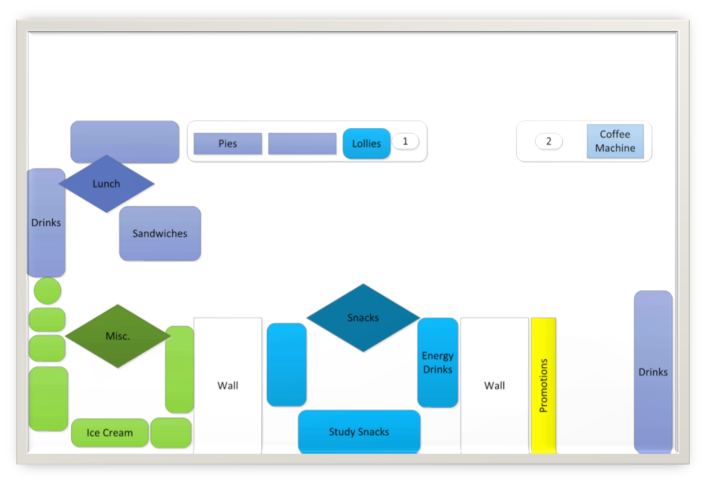 Pies
Lollies
1
2
Coffee
Machine
Lunch
Drinks
Sandwiches
Snacks
Misc.
Energy
Drinks
Wall
Wall
Promotions
Drinks
Ice Cream
Study Snacks